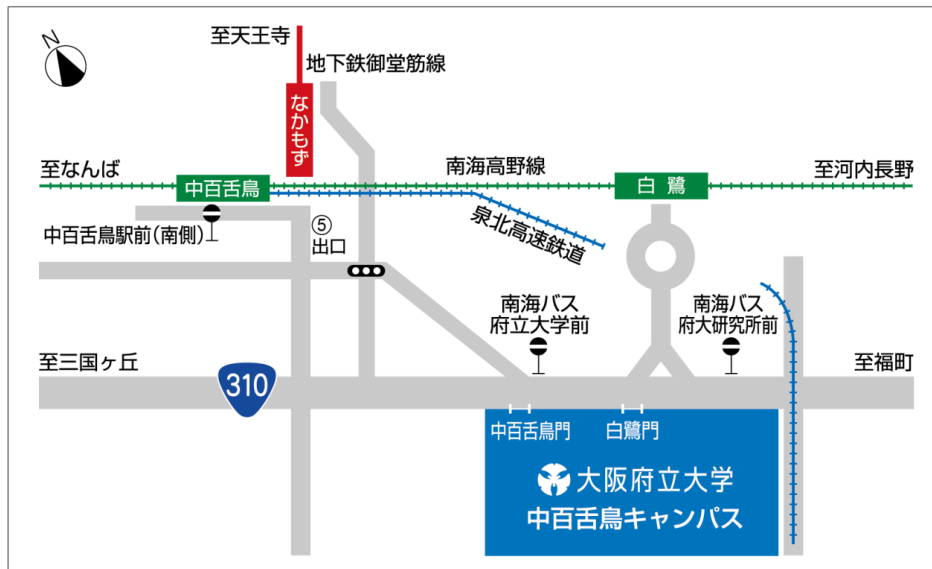 N
至天王寺
地下鉄御堂筋線
なかもず
至なんば
南海高野線
至河内長野
中百舌鳥
白鷺
中百舌鳥駅前(南側)
⑤
出口
泉北高速鉄道
南海バス
府立大学前
南海バス
府大研究所前
至三国ヶ丘
310
至福町
中百舌鳥門
白鷺門
大阪府立大学
中百舌鳥キャンパス